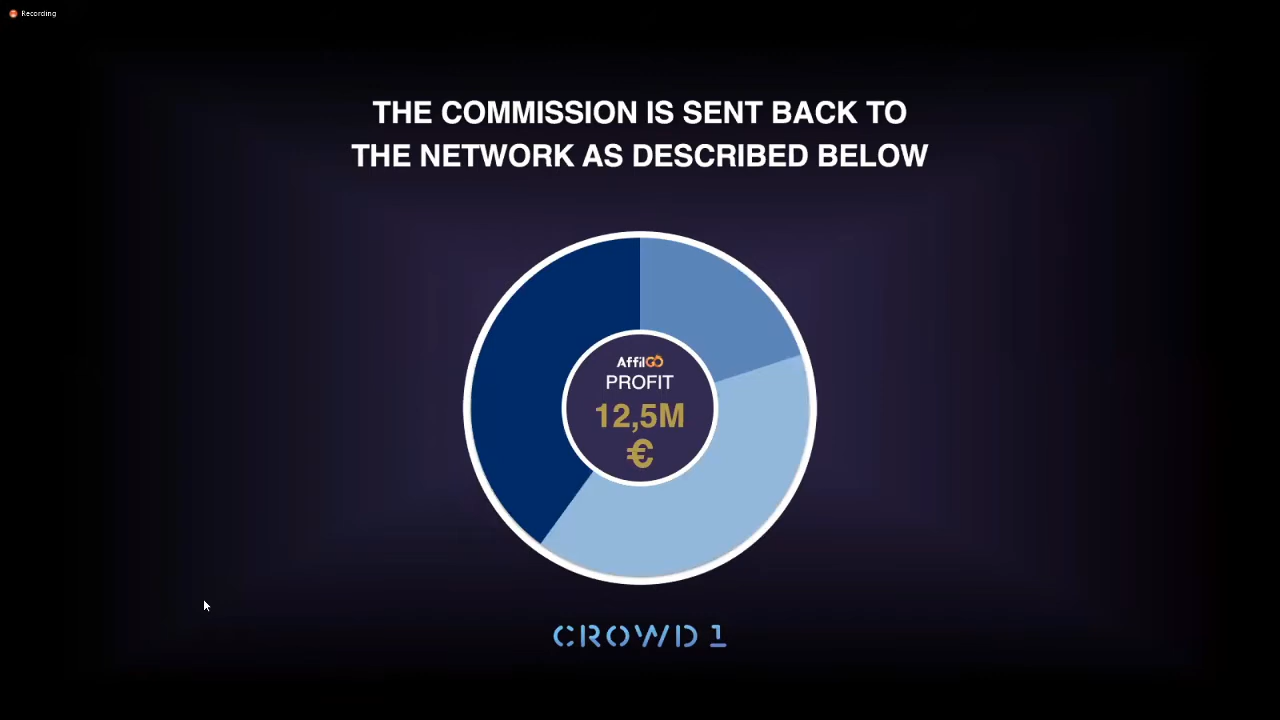 Recording
THE COMMISSION IS SENT BACK TO
THE NETWORK AS DESCRIBED BELOW
AffilGO
PROFIT
12,5M
€
CROWD 1